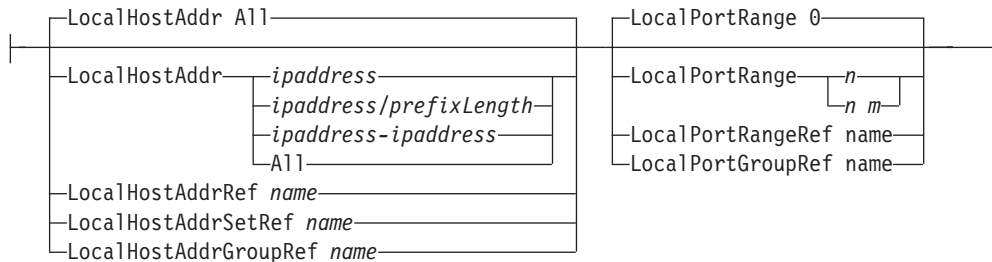 LocalHostAddr All
LocalPortRange 0
LocalHostAddr
ipaddress
ipaddress/prefixLength
ipaddress-ipaddress
All
LocalHostAddrRef name
LocalHostAddrSetRef name
LocalHostAddrGroupRef name
LocalPortRange
n
n m
LocalPortRangeRef name
LocalPortGroupRef name